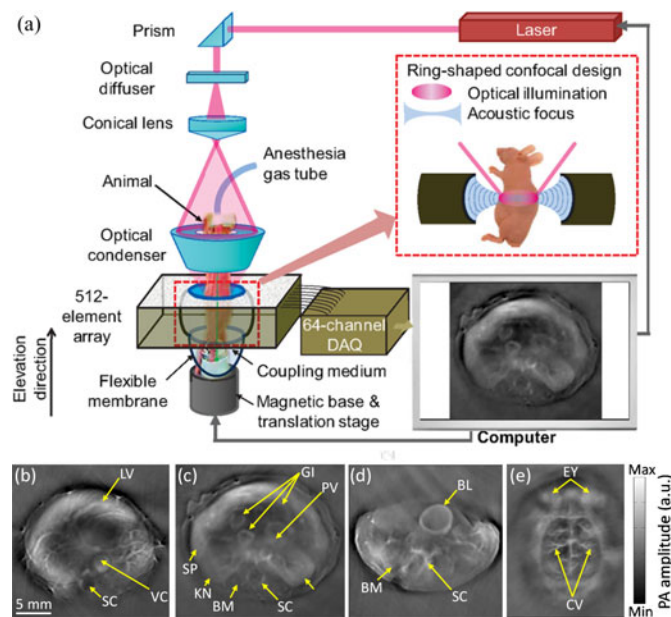 (a)
Prism
Laser
Optical
diffuser
Conical lens
Anesthesia
gas tube
Animal
Optical
condenser
Ring-shaped confocal design
Optical illumination
Acoustic focus
512-
element
array
64-channel
DAQ
Elevation
direction
Flexible
membrane
Coupling medium
Magnetic base &
translation stage
Computer
(b)
LV
SC
VC
5 mm
(c)
GI
PV
SP
KN
BM
SC
(d)
BL
BM
SC
(e)
EY
CV
Max
PA amplitude (a.u.)
Min